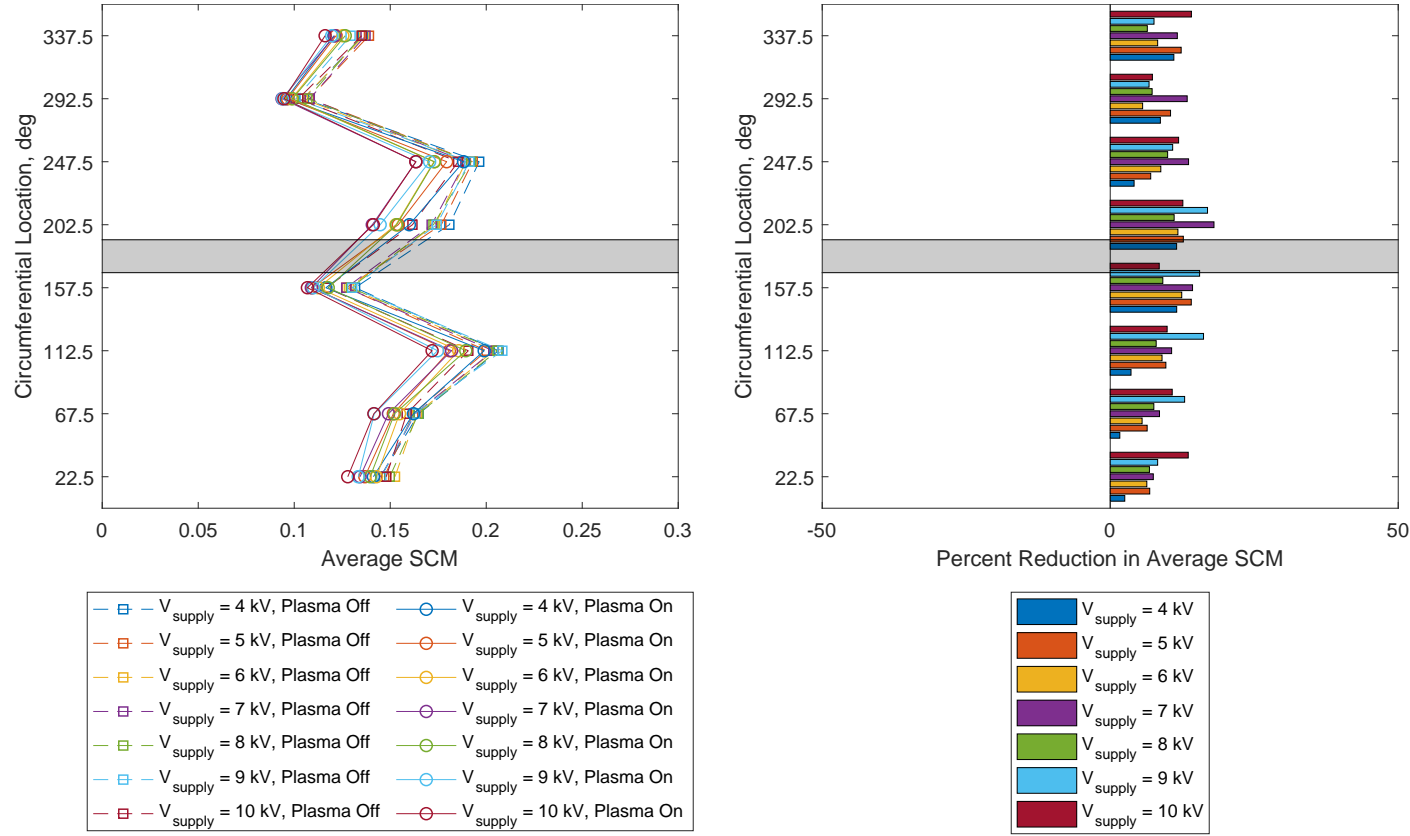 337.5
292.5
247.5
202.5
157.5
112.5
67.5
22.5
Circumferential Location, deg
0 0.05 0.1 0.15 0.2 0.25 0.3
Average SCM
V supply = 4 kV, Plasma Off
V supply = 5 kV, Plasma Off
V supply = 6 kV, Plasma Off
V supply = 7 kV, Plasma Off
V supply = 8 kV, Plasma Off
V supply = 9 kV, Plasma Off
V supply = 10 kV, Plasma Off
V supply = 4 kV, Plasma On
V supply = 5 kV, Plasma On
V supply = 6 kV, Plasma On
V supply = 7 kV, Plasma On
V supply = 8 kV, Plasma On
V supply = 9 kV, Plasma On
V supply = 10 kV, Plasma On
337.5
292.5
247.5
202.5
157.5
112.5
67.5
22.5
Circumferential Location, deg
-50 0 50
Percent Reduction in Average SCM
V supply = 4 kV
V supply = 5 kV
V supply = 6 kV
V supply = 7 kV
V supply = 8 kV
V supply = 9 kV
V supply = 10 kV